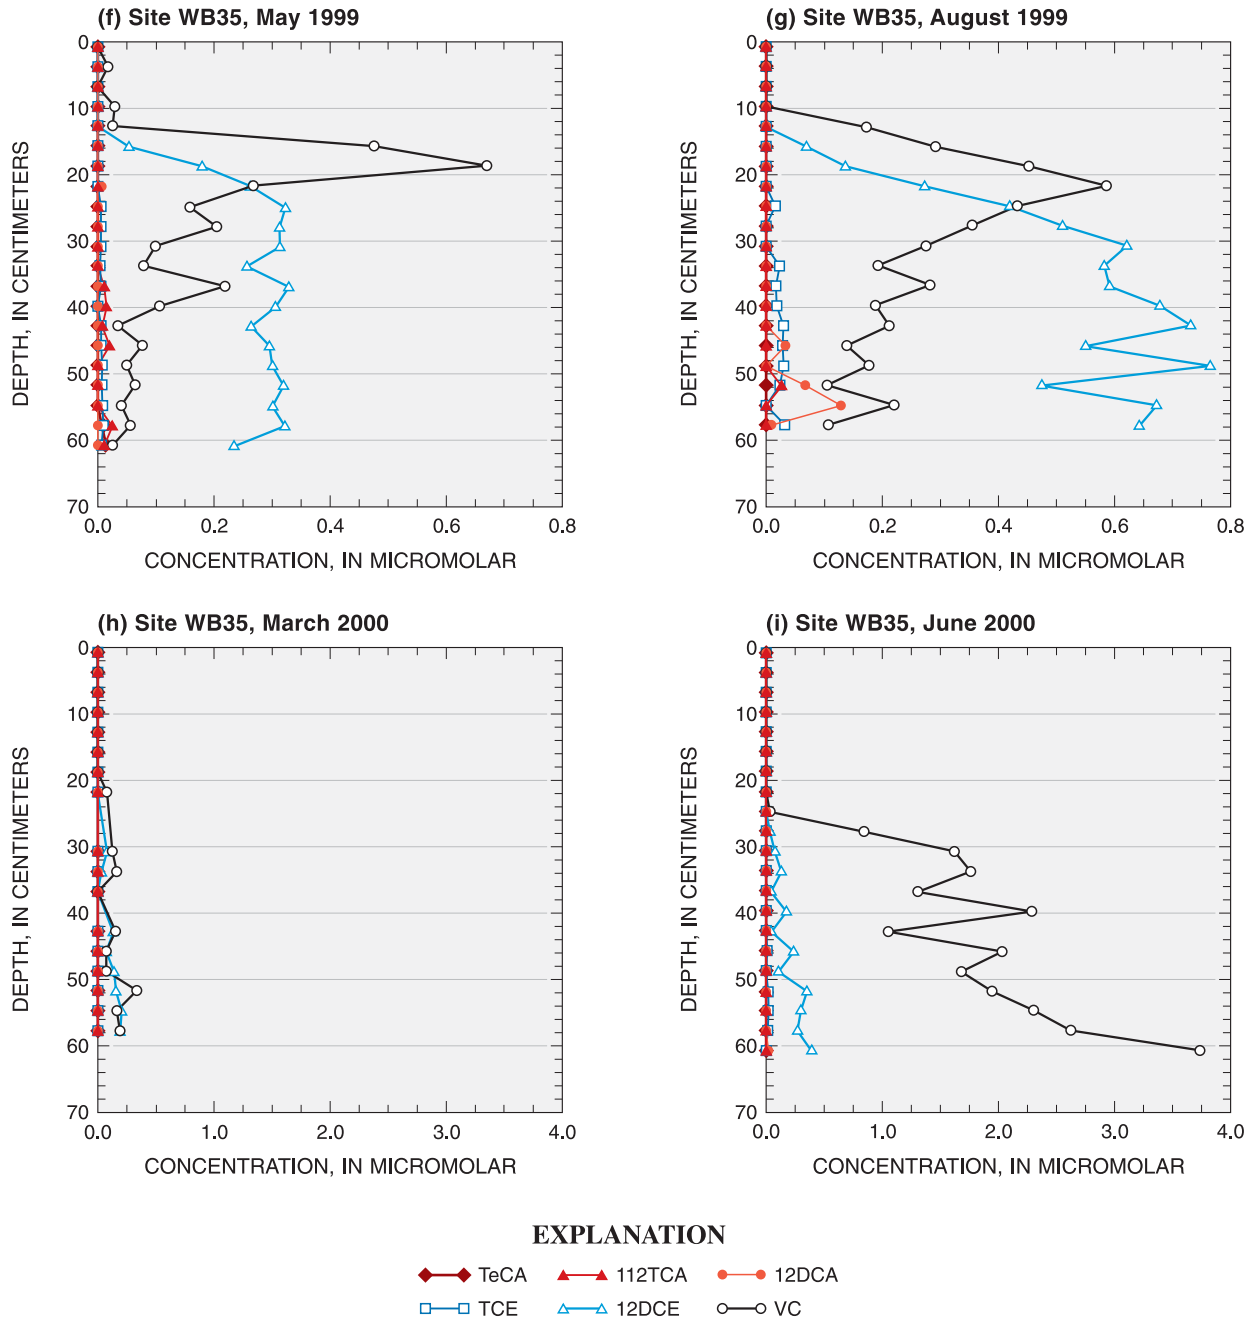 (f) Site WB35, May 1999
0
10
20
30
40
50
60
70
DEPTH, IN CENTIMETERS
0.0 0.2 0.4 0.6 0.8
CONCENTRATION, IN MICROMOLAR
(g) Site WB35, August 1999
0
10
20
30
40
50
60
70
DEPTH, IN CENTIMETERS
0.0 0.2 0.4 0.6 0.8
CONCENTRATION, IN MICROMOLAR
(h) Site WB35, March 2000
0
10
20
30
40
50
60
70
DEPTH, IN CENTIMETERS
0.0 1.0 2.0 3.0 4.0
CONCENTRATION, IN MICROMOLAR
(i) Site WB35, June 2000
0
10
20
30
40
50
60
70
DEPTH, IN CENTIMETERS
0.0 1.0 2.0 3.0 4.0
CONCENTRATION, IN MICROMOLAR
EXPLANATION
TeCA 112TCA 12DCA
TCE 12DCE VC